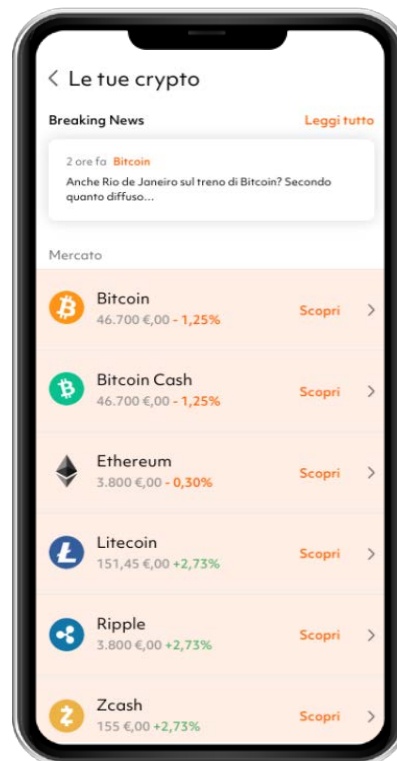 Le tue crypto
Breaking News Leggi tutto
2 ore fa Bitcoin
Anche Rio de Janeiro sul treno di Bitcoin? Secondo
quanto diffuso...
Mercato
Bitcoin
46.700 €,00 - 1,25% Scopri
Bitcoin Cash
46.700 €,00 - 1,25% Scopri
Ethereum
3.800 €,00 - 0,30% Scopri
Litecoin
151,45 €,00 +2,73% Scopri
Ripple
3.800 €,00 +2,73% Scopri
Zcash
155 €,00 +2,73% Scopri